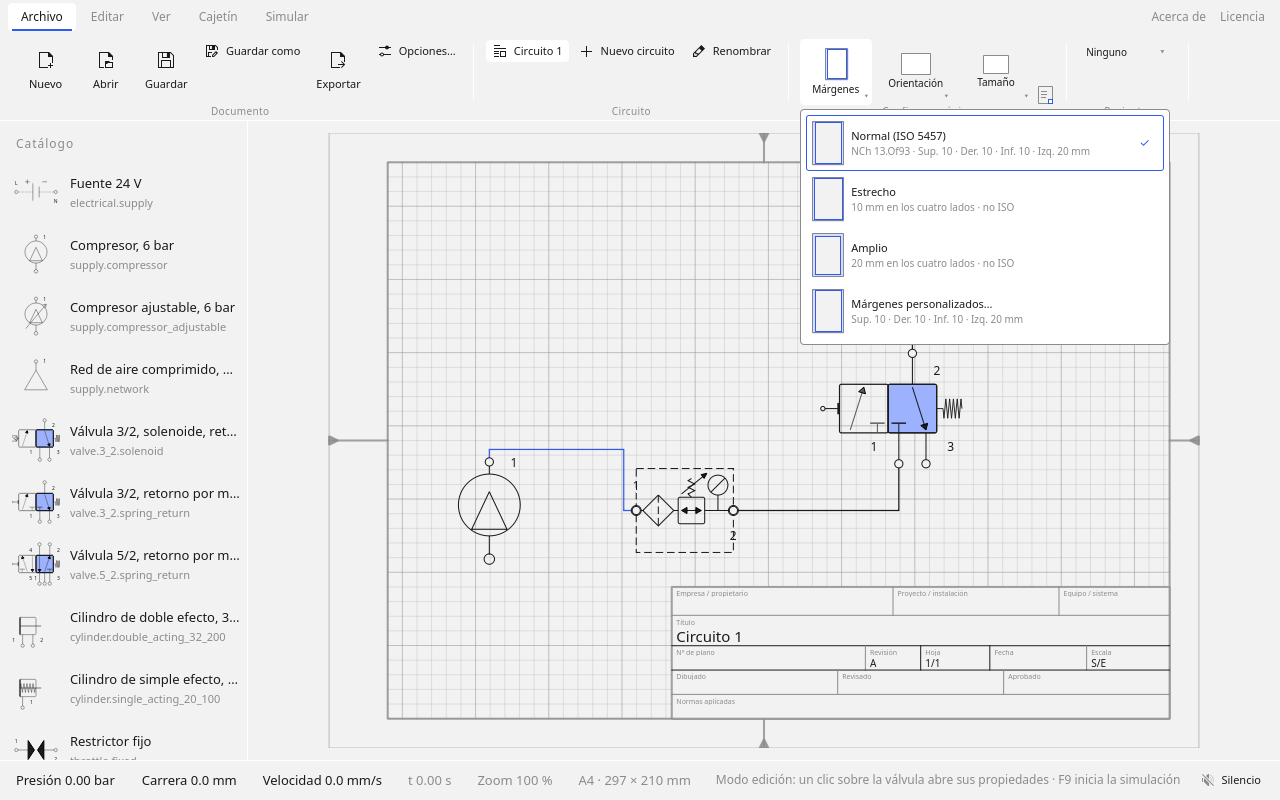 Archivo Editar Ver Cajetín Simular Acerca de Licencia
Nuevo Abrir Guardar Guardar como Exportar Opciones...
Circuito 1 Nuevo circuito Renombrar
Márgenes Orientación Tamaño Ninguno
Documento Circuito
Catálogo
Fuente 24 V
electrical.supply
Compresor, 6 bar
supply.compressor
Compresor ajustable, 6 bar
supply.compressor_adjustable
Red de aire comprimido, ...
supply.network
Válvula 3/2, solenoide, ret...
valve.3_2.solenoid
Válvula 3/2, retorno por m...
valve.3_2.spring_return
Válvula 5/2, retorno por m...
valve.5_2.spring_return
Cilindro de doble efecto, 3...
cylinder.double_acting_32_200
Cilindro de simple efecto, ...
cylinder.single_acting_20_100
Restrictor fijo
Normal (ISO 5457)
NCh 13.Of93 · Sup. 10 · Der. 10 · Inf. 10 · Izq. 20 mm
Estrecho
10 mm en los cuatro lados · no ISO
Amplio
20 mm en los cuatro lados · no ISO
Márgenes personalizados...
Sup. 10 · Der. 10 · Inf. 10 · Izq. 20 mm
2
1 3
1
1
2
Empresa / propietario Proyecto / instalación Equipo / sistema
Título
Circuito 1
Nº de plano Revisión Hoja Fecha Escala
A 1/1 S/E
Dibujado Revisado Aprobado
Normas aplicadas
Presión 0.00 bar Carrera 0.0 mm Velocidad 0.0 mm/s t 0.00 s Zoom 100 % A4 · 297 × 210 mm Modo edición: un clic sobre la válvula abre sus propiedades · F9 inicia la simulación Silencio